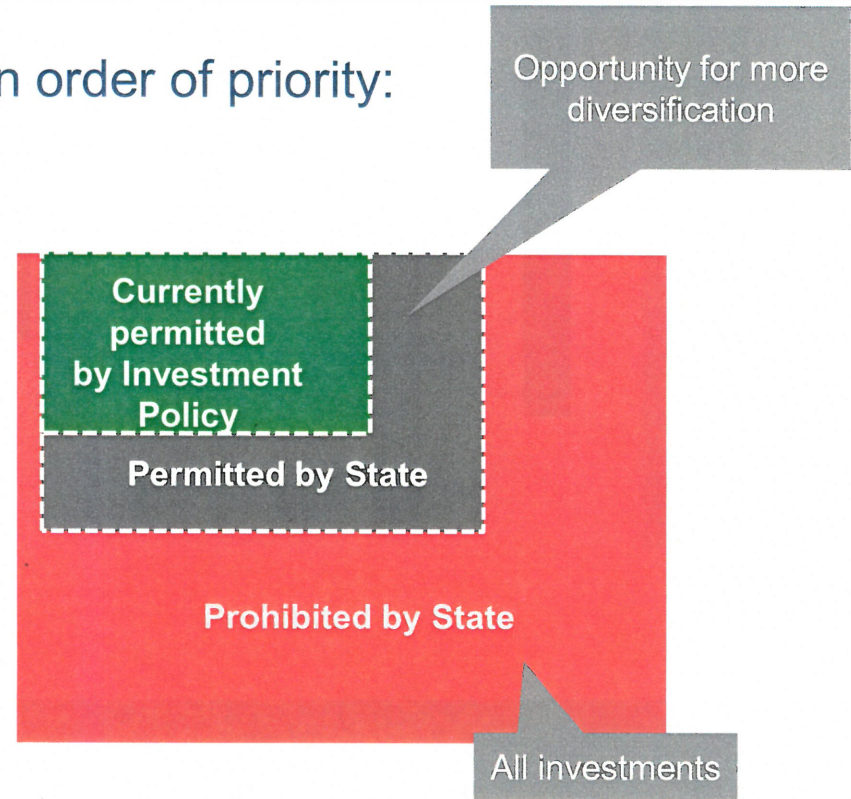 n order of priority:
Opportunity for more
diversification
Currently
permitted
by Investment
Policy
Permitted by State
Prohibited by State
All investments